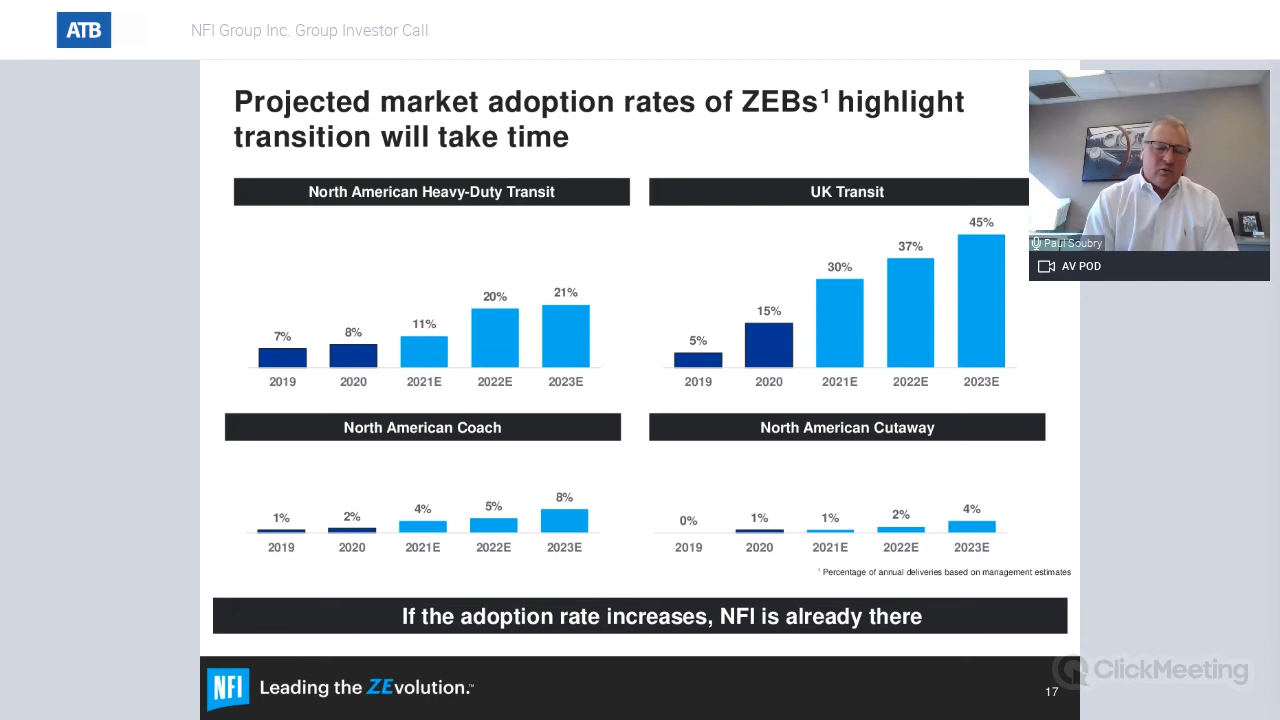 ATB
NFI Group Inc. Group Investor Call
Projected market adoption rates of ZEBs¹ highlight
transition will take time
North American Heavy-Duty Transit
7%
8%
11%
20%
21%
2019
2020
2021E
2022E
2023E
UK Transit
5%
15%
30%
37%
45%
2019
2020
2021E
2022E
2023E
Paul Soubry
AV POD
North American Coach
1%
2%
4%
5%
8%
2019
2020
2021E
2022E
2023E
North American Cutaway
0%
1%
1%
2%
4%
2019
2020
2021E
2022E
2023E
¹ Percentage of annual deliveries based on management estimates
If the adoption rate increases, NFI is already there
NFI
Leading the ZEvolution.™
17
ClickMeeting